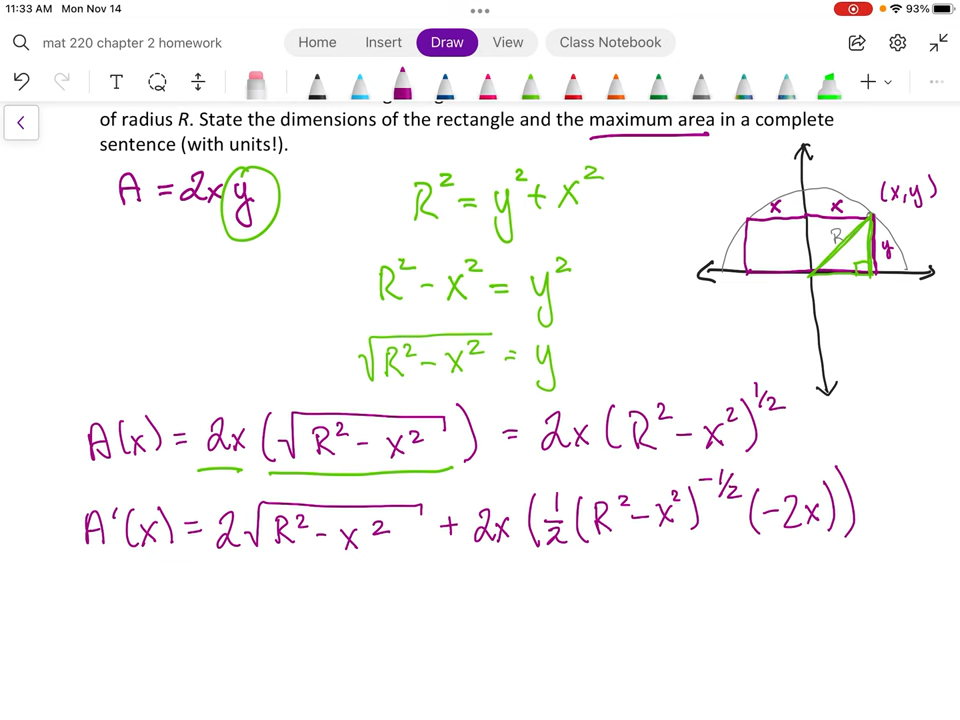 11:33 AM Mon Nov 14
93%
mat 220 chapter 2 homework
Home Insert Draw View Class Notebook
T
of radius R. State the dimensions of the rectangle and the maximum area in a complete
sentence (with units!).
A = 2xy
R² = y² + x²
R² - x² = y²
√(R² - x²) = y
x x (x,y)
R y
A(x) = 2x(√(R² - x²)) = 2x(R² - x²)^1/2
A'(x) = 2√(R² - x²) + 2x(1/2(R² - x²)^-1/2(-2x))